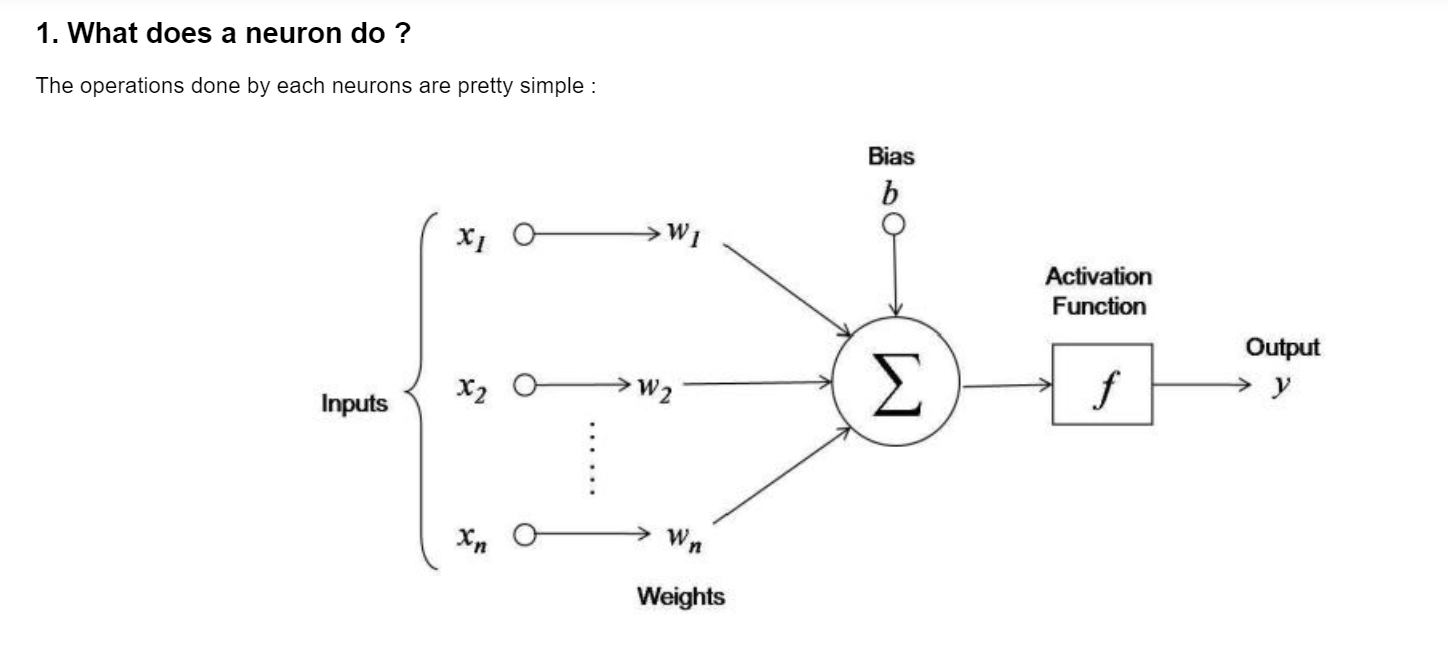 1. What does a neuron do ?
The operations done by each neurons are pretty simple :
Bias
b
x1 w1
Activation
Function
Output
Inputs x2 w2 Σ f y
xn wn
Weights